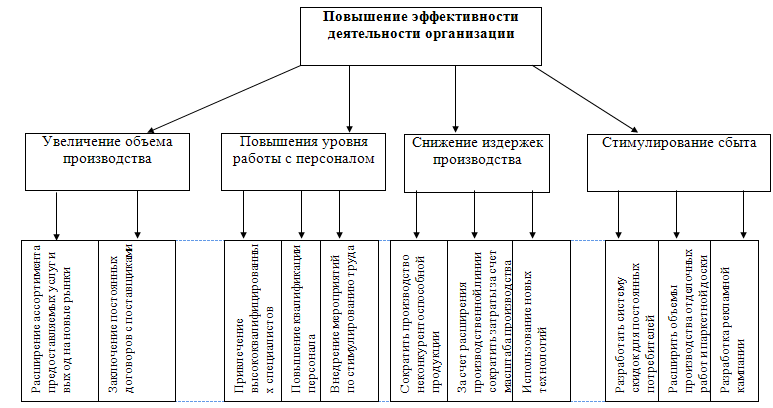 Повышение эффективности
деятельности организации
Увеличение объема
производства
Повышения уровня
работы с персоналом
Снижение издержек
производства
Стимулирование сбыта
Расширение ассортимента
предоставляемых услуг и
выход на новые рынки
Заключение постоянных
договоров с поставщиками
Привлечение
высококвалифицированны
х специалистов
Повышение квалификации
персонала
Внедрение мероприятий
по стимулированию труда
Сократить производство
неконкурентоспособной
продукции
За счет расширения
производственной линии
сократить затраты за счет
масштаба производства
Использование новых
технологий
Разработать систему
скидок для постоянных
потребителей
Расширить объемы
производства отделочных
работ и паркетной доски
Разработка рекламной
кампании